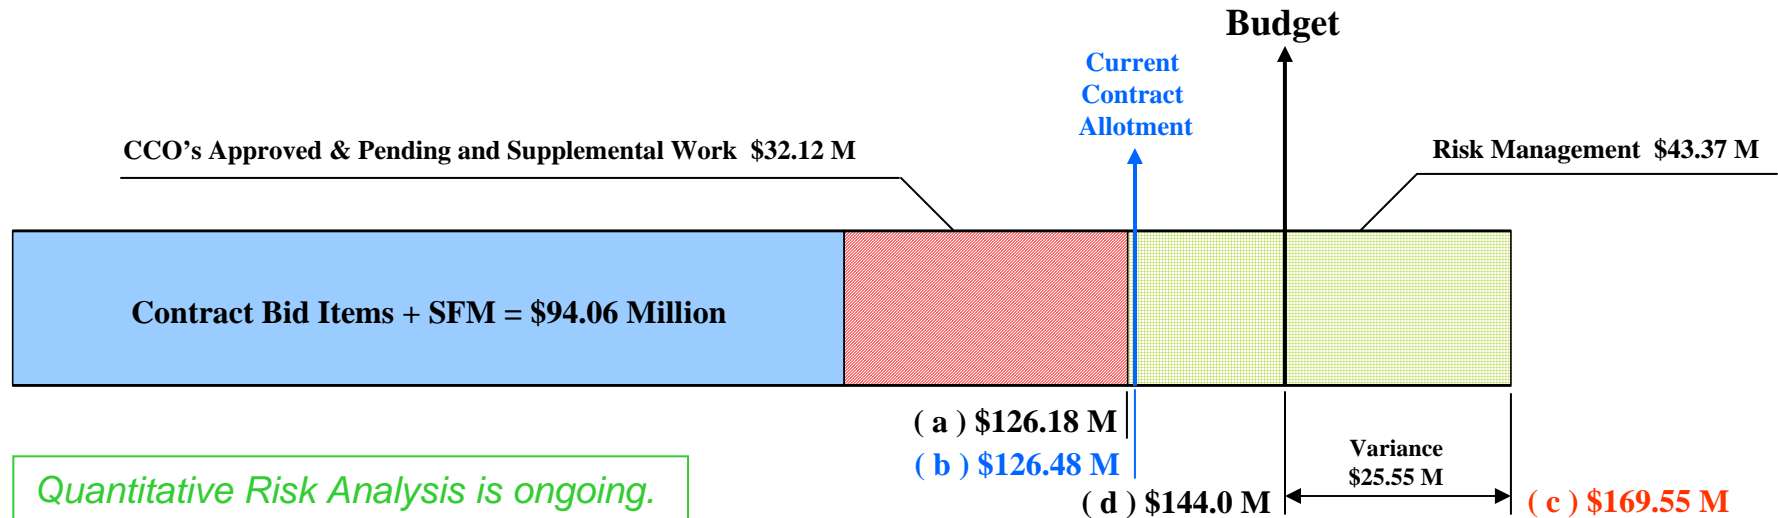 Budget
Current
Contract
Allotment
CCO's Approved & Pending and Supplemental Work $32.12 M
Risk Management $43.37 M
Contract Bid Items + SFM = $94.06 Million
( a ) $126.18 M
( b ) $126.48 M
Variance
$25.55 M
Quantitative Risk Analysis is ongoing.
( d ) $144.0 M
( c ) $169.55 M